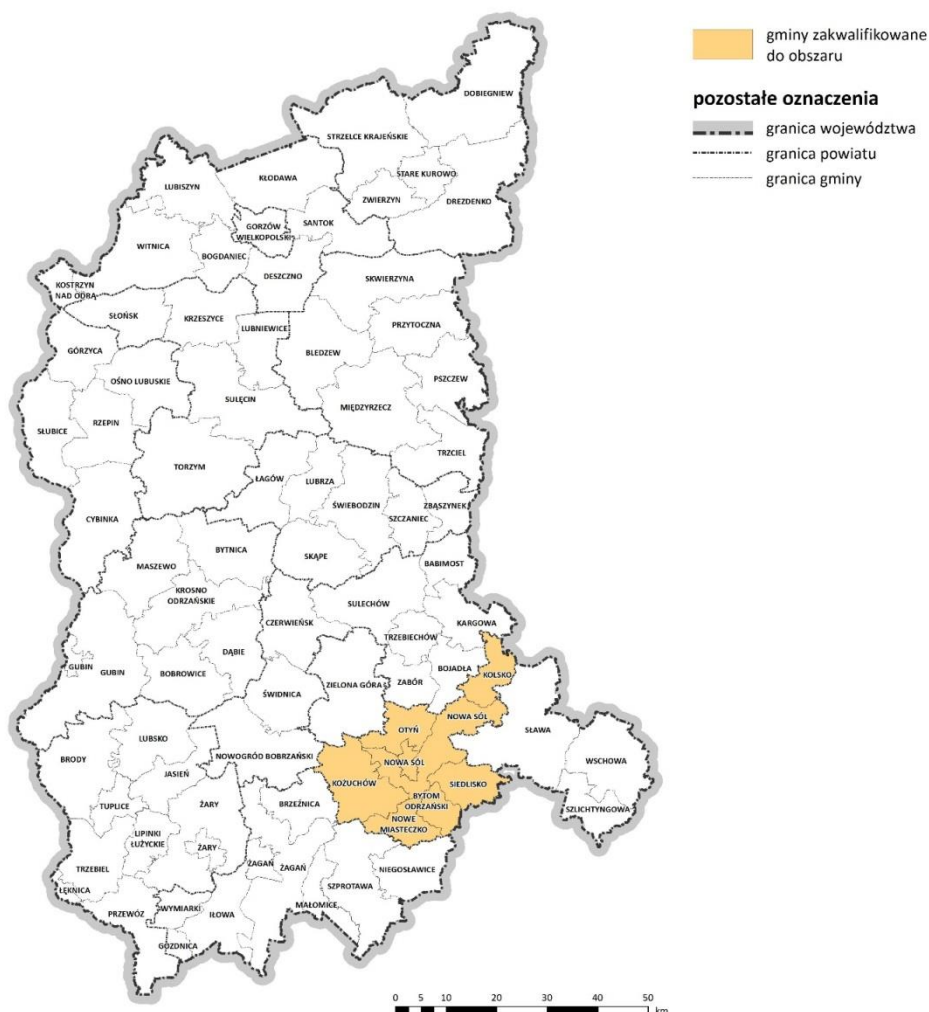 gminy zakwalifikowane
do obszaru
pozostałe oznaczenia
granica województwa
granica powiatu
granica gminy
DOBIEGNIEW
STRZELCE KRAJEŃSKIE
STARE KUROWO
KŁODAWA
LUBISZYN
ZWIERZYN
DREZDENKO
SANTOK
GORZÓW
WIELKOPOLSKI
WITNICA
BOGDANIEC
DESZCZNO
SKWIERZYNA
KOSTRZYN
NAD ODRĄ
SŁOŃSK
KRZESZYCE
LUBNIEWICE
PRZYTOCZNA
GÓRZYCA
BLEDZEW
PSZCZEW
OŚNO LUBUSKIE
SULĘCIN
MIĘDZYRZECZ
RZEPIN
SŁUBICE
TRZCIEL
TORZYM
ŁAGÓW
LUBRZA
ŚWIEBODZIN
ZBĄSZYNEK
SZCZANIEC
CYBINKA
BYTNICA
SKĄPE
BABIMOST
MASZEWO
KROSNO
ODRZAŃSKIE
SULECHÓW
CZERWIEŃSK
KARGOWA
TRZEBIECHÓW
DĄBIE
BOJADŁA
GUBIN
GUBIN
BOBROWICE
KOLSKO
ZABÓR
ZIELONA GÓRA
ŚWIDNICA
NOWA SÓL
OTYŃ
SŁAWA
LUBSKO
NOWOGRÓD BOBRZAŃSKI
BRODY
NOWA SÓL
WSCHOWA
JASIEŃ
KOŻUCHÓW
SIEDLISKO
BYTOM
ODRZAŃSKI
TUPLICE
ŻARY
BRZEŹNICA
SZLICHTYNGOWA
NOWE
MIASTECZKO
LIPINKI
ŁUŻYCKIE
ŻARY
TRZEBIEL
ŻAGAŃ
ŻAGAŃ
NIEGOSŁAWICE
ŁĘKNICA
SZPROTAWA
MAŁOMICE
PRZEWÓZ
WYMIARKI
IŁOWA
GOZDNICA
0 5 10 20 30 40 50
km